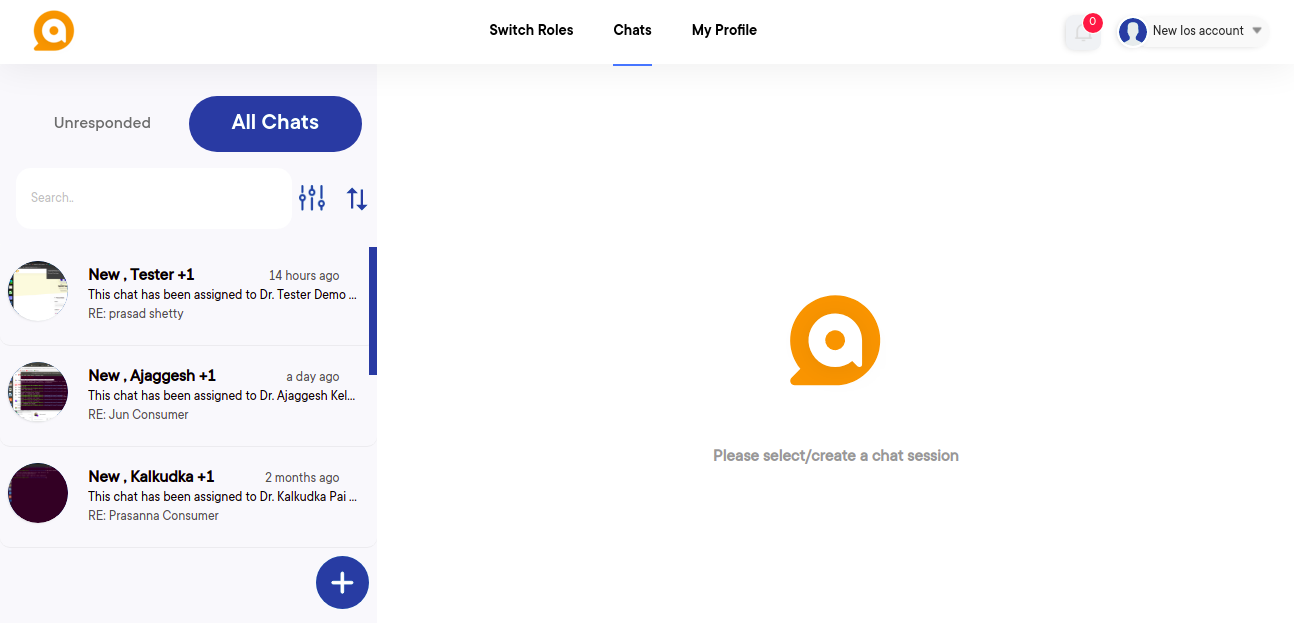 Switch Roles
Chats
My Profile
0
New Ios account
Unresponded
All Chats
Search..
New , Tester +1
14 hours ago
This chat has been assigned to Dr. Tester Demo ...
RE: prasad shetty
New , Ajaggesh +1
a day ago
This chat has been assigned to Dr. Ajaggesh Kel...
RE: Jun Consumer
New , Kalkudka +1
2 months ago
This chat has been assigned to Dr. Kalkudka Pai ...
RE: Prasanna Consumer
Please select/create a chat session